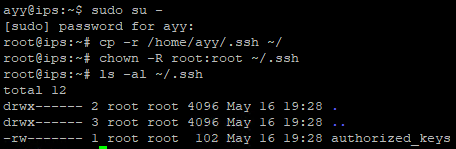 ayy@ips:~$ sudo su -
[sudo] password for ayy:
root@ips:~# cp -r /home/ayy/.ssh ~/
root@ips:~# chown -R root:root ~/.ssh
root@ips:~# ls -al ~/.ssh
total 12
drwx------ 2 root root 4096 May 16 19:28 .
drwx------ 3 root root 4096 May 16 19:28 ..
-rw------- 1 root root  102 May 16 19:28 authorized_keys